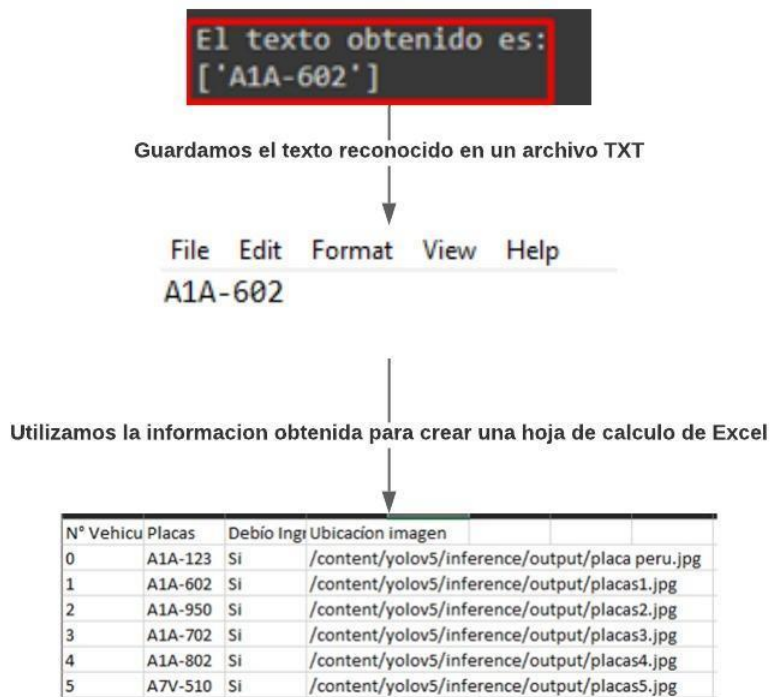 El texto obtenido es:
['A1A-602']
Guardamos el texto reconocido en un archivo TXT
File Edit Format View Help
A1A-602
Utilizamos la informacion obtenida para crear una hoja de calculo de Excel
N° Vehicu Placas Debío Ingr Ubicacíon imagen
0 A1A-123 Si /content/yolov5/inference/output/placa peru.jpg
1 A1A-602 Si /content/yolov5/inference/output/placas1.jpg
2 A1A-950 Si /content/yolov5/inference/output/placas2.jpg
3 A1A-702 Si /content/yolov5/inference/output/placas3.jpg
4 A1A-802 Si /content/yolov5/inference/output/placas4.jpg
5 A7V-510 Si /content/yolov5/inference/output/placas5.jpg